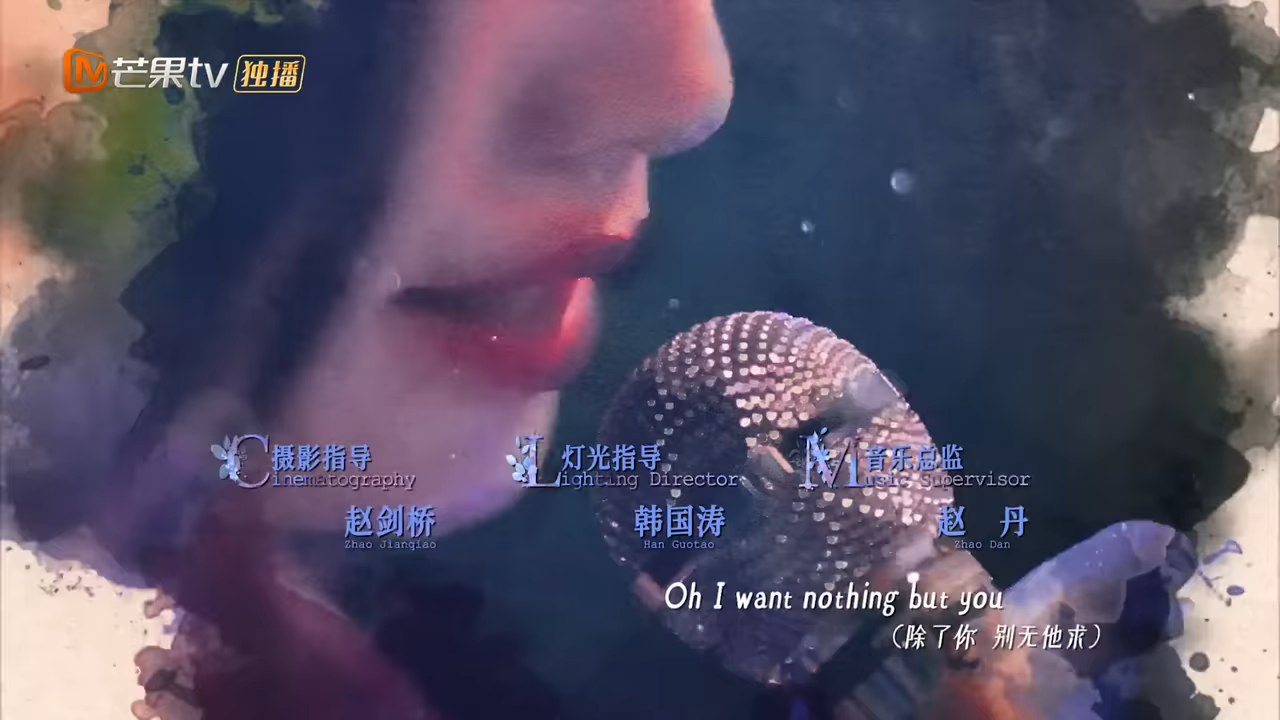 芒果tv 独播
摄影指导
Cinematography
赵剑桥
Zhao Jianqiao
灯光指导
Lighting Director
韩国涛
Han Guotao
音乐总监
Music Supervisor
赵 丹
Zhao Dan
Oh I want nothing but you
（除了你 别无他求）